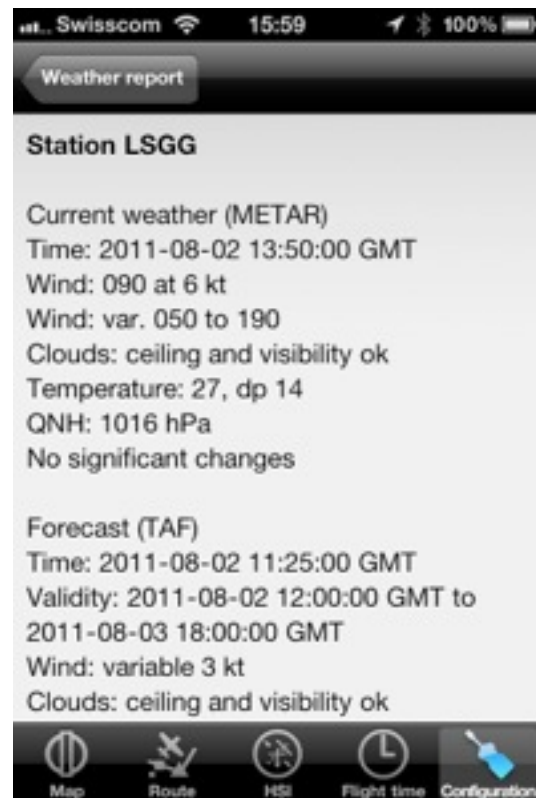 Swisscom 15:59 100%
Weather report
Station LSGG
Current weather (METAR)
Time: 2011-08-02 13:50:00 GMT
Wind: 090 at 6 kt
Wind: var. 050 to 190
Clouds: ceiling and visibility ok
Temperature: 27, dp 14
QNH: 1016 hPa
No significant changes
Forecast (TAF)
Time: 2011-08-02 11:25:00 GMT
Validity: 2011-08-02 12:00:00 GMT to
2011-08-03 18:00:00 GMT
Wind: variable 3 kt
Clouds: ceiling and visibility ok
Map Route HSI Flight time Configuration